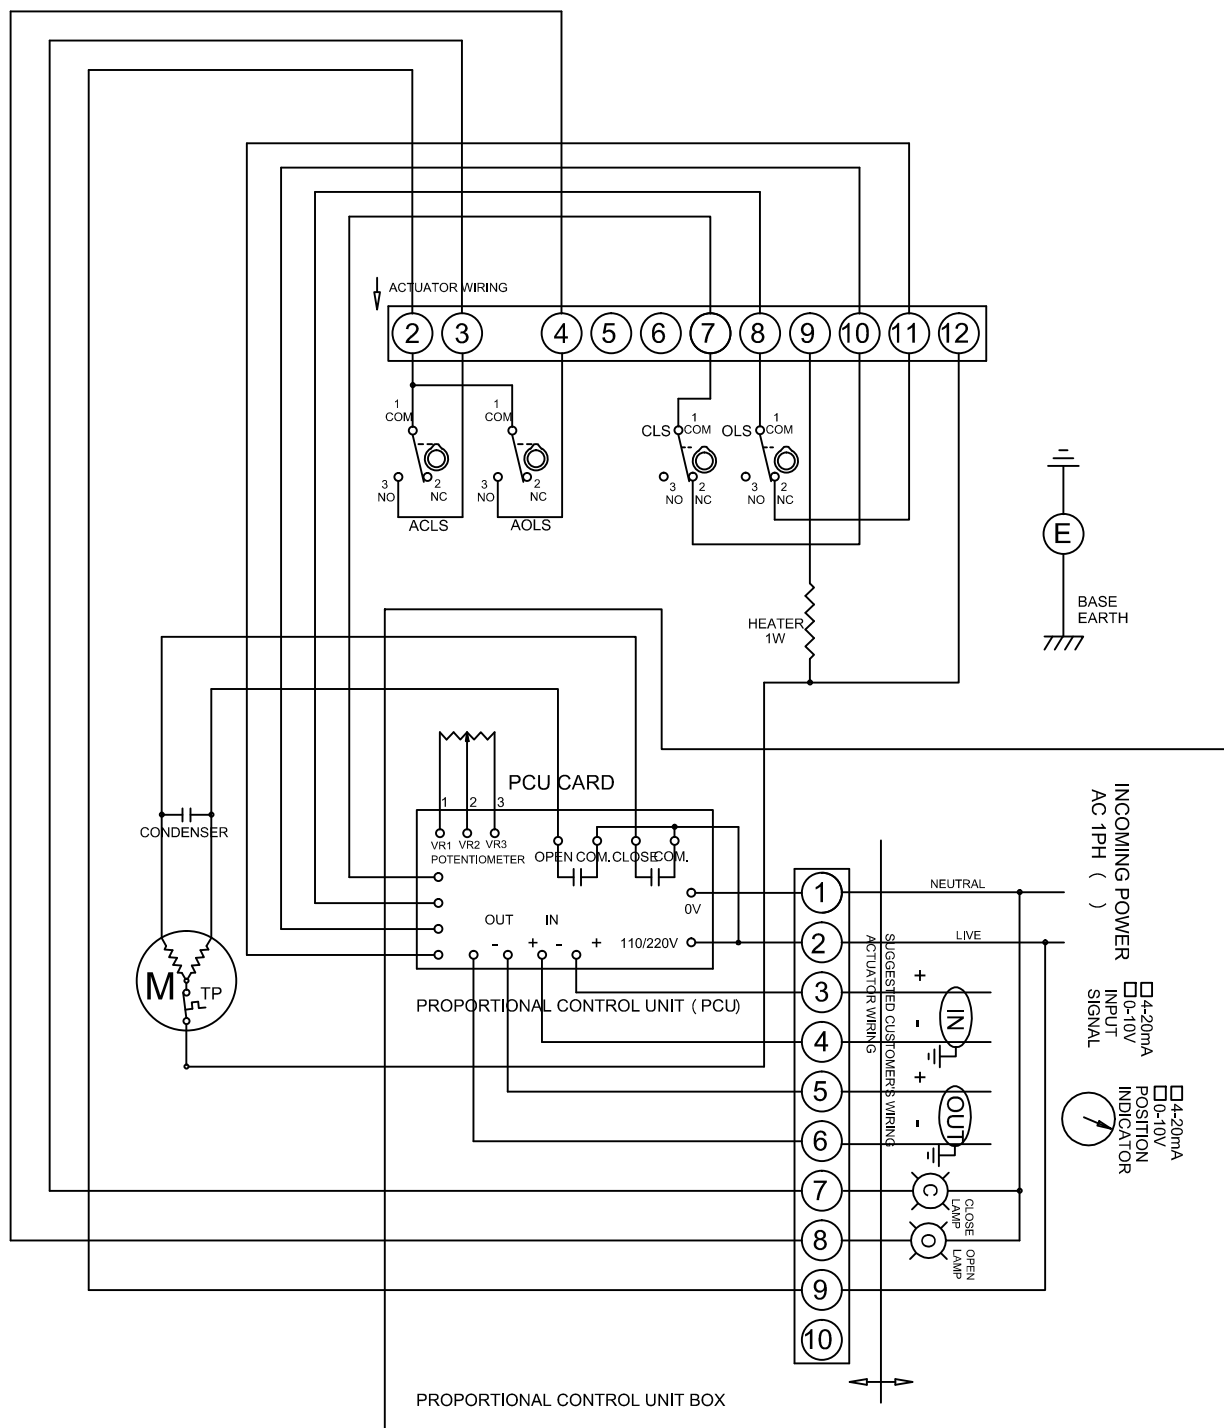 ACTUATOR WIRING
2 3 4 5 6 7 8 9 10 11 12
1
COM
3
NO
2
NC
ACLS
1
COM
3
NO
2
NC
AOLS
CLS
1
COM
3
NO
2
NC
OLS
1
COM
3
NO
2
NC
E
BASE
EARTH
HEATER
1W
PCU CARD
1 2 3
VR1 VR2 VR3
POTENTIOMETER
OPEN COM. CLOSE COM.
CONDENSER
0V
OUT IN
- + - +
110/220V
M TP
PROPORTIONAL CONTROL UNIT ( PCU)
1
2
3
4
5
6
7
8
9
10
NEUTRAL
LIVE
SUGGESTED CUSTOMER'S WIRING
ACTUATOR WIRING
+
-
IN
+
-
OUT
C
CLOSE
LAMP
O
OPEN
LAMP
INCOMING POWER
AC 1PH ( )
4-20mA
0-10V
INPUT
SIGNAL
4-20mA
0-10V
POSITION
INDICATOR
PROPORTIONAL CONTROL UNIT BOX